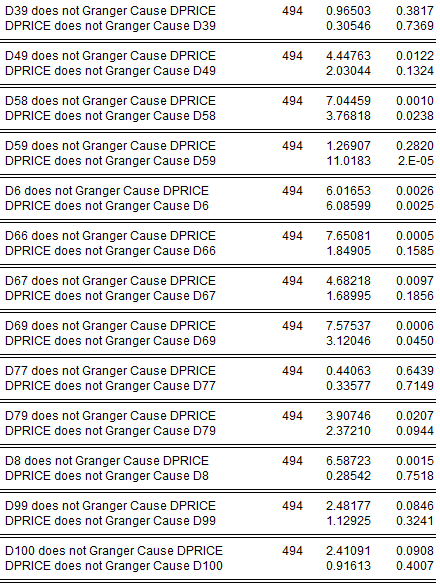 D39 does not Granger Cause DPRICE 494 0.96503 0.3817
DPRICE does not Granger Cause D39 0.30546 0.7369
D49 does not Granger Cause DPRICE 494 4.44763 0.0122
DPRICE does not Granger Cause D49 2.03044 0.1324
D58 does not Granger Cause DPRICE 494 7.04459 0.0010
DPRICE does not Granger Cause D58 3.76818 0.0238
D59 does not Granger Cause DPRICE 494 1.26907 0.2820
DPRICE does not Granger Cause D59 11.0183 2.E-05
D6 does not Granger Cause DPRICE 494 6.01653 0.0026
DPRICE does not Granger Cause D6 6.08599 0.0025
D66 does not Granger Cause DPRICE 494 7.65081 0.0005
DPRICE does not Granger Cause D66 1.84905 0.1585
D67 does not Granger Cause DPRICE 494 4.68218 0.0097
DPRICE does not Granger Cause D67 1.68995 0.1856
D69 does not Granger Cause DPRICE 494 7.57537 0.0006
DPRICE does not Granger Cause D69 3.12046 0.0450
D77 does not Granger Cause DPRICE 494 0.44063 0.6439
DPRICE does not Granger Cause D77 0.33577 0.7149
D79 does not Granger Cause DPRICE 494 3.90746 0.0207
DPRICE does not Granger Cause D79 2.37210 0.0944
D8 does not Granger Cause DPRICE 494 6.58723 0.0015
DPRICE does not Granger Cause D8 0.28542 0.7518
D99 does not Granger Cause DPRICE 494 2.48177 0.0846
DPRICE does not Granger Cause D99 1.12925 0.3241
D100 does not Granger Cause DPRICE 494 2.41091 0.0908
DPRICE does not Granger Cause D100 0.91613 0.4007